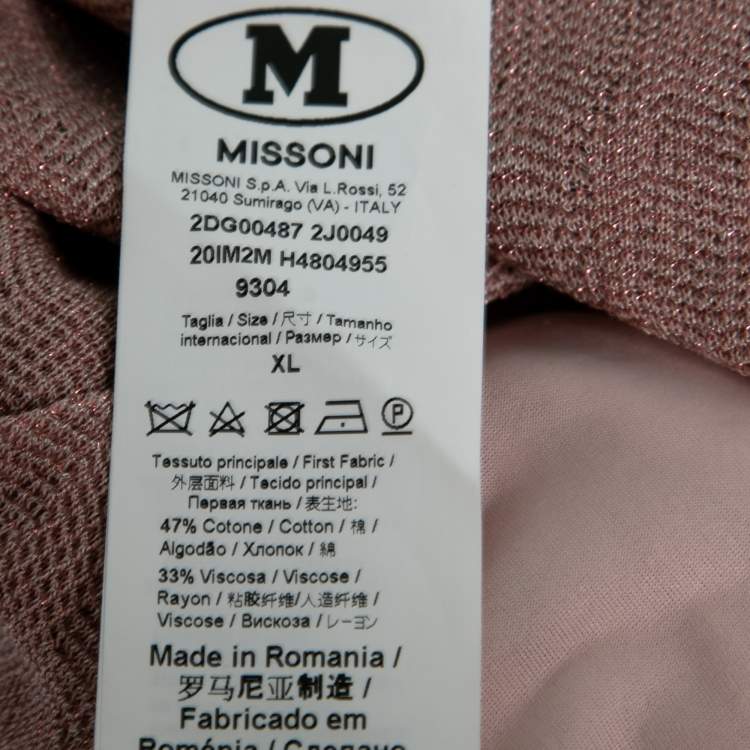 M
MISSONI
MISSONI S.p.A. Via L.Rossi, 52
21040 Sumirago (VA) - ITALY
2DG00487 2J0049
20IM2M H4804955
9304
Taglia / Size / 尺寸 / Tamanho
internacional / Размер / サイズ
XL
P
Tessuto principale / First Fabric /
外层面料 / Tecido principal /
Первая ткань / 表生地:
47% Cotone / Cotton / 棉 /
Algodão / Хлопок / 綿
33% Viscosa / Viscose /
Rayon / 粘胶纤维/人造纤维 /
Viscose / Вискоза / レーヨン
Made in Romania /
罗马尼亚制造 /
Fabricado em
Roménia / Сделано